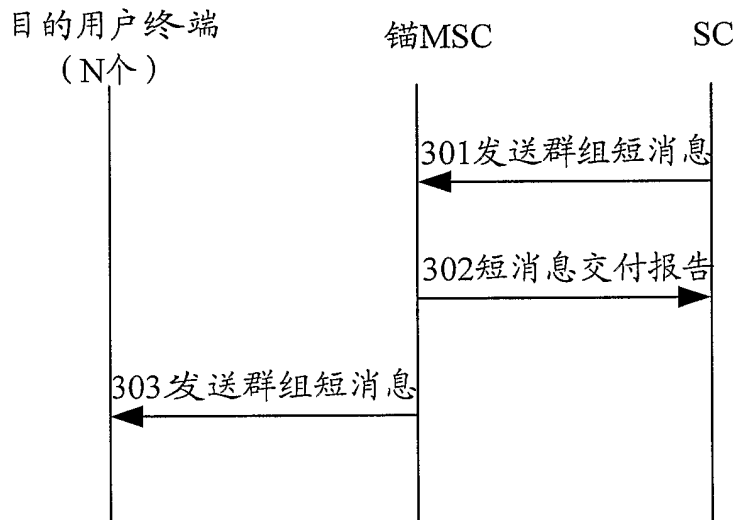 目的用户终端
（N个）
锚MSC
SC
301发送群组短消息
302短消息交付报告
303发送群组短消息